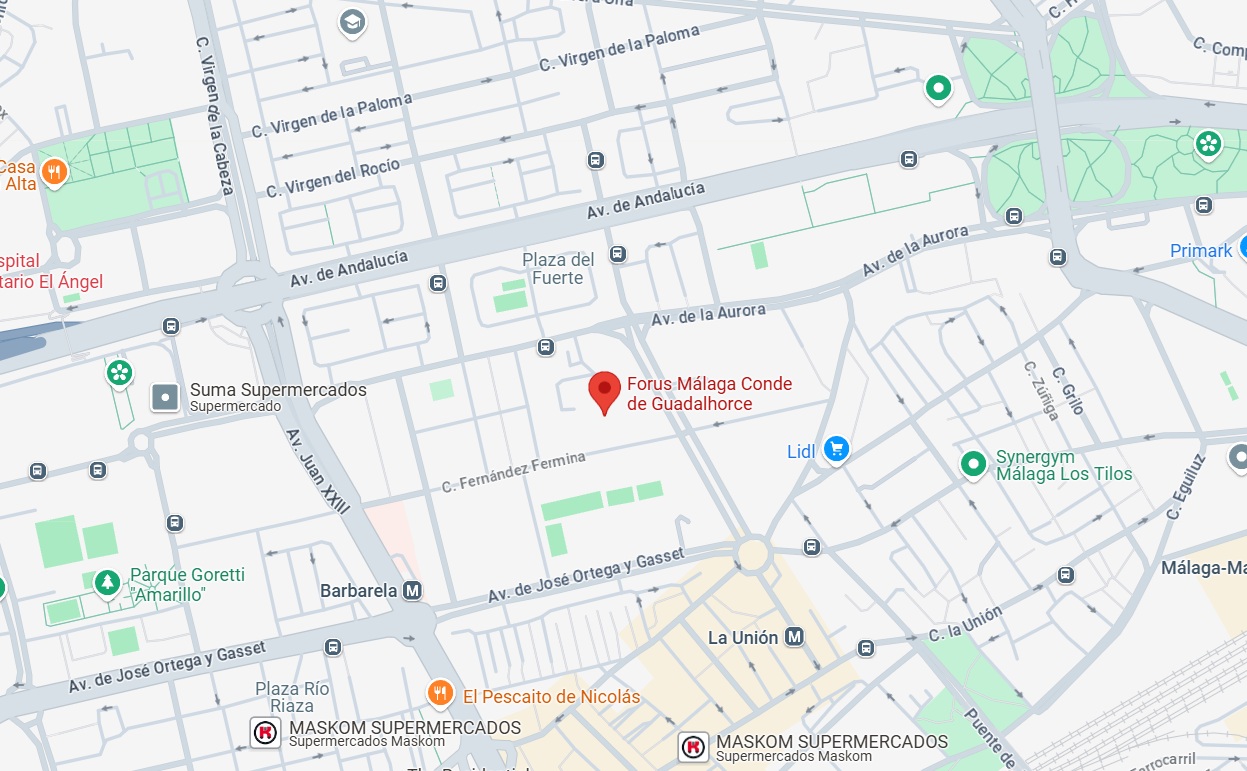 C. Virgen de la Cabeza
C. Virgen de la Paloma
C. Virgen de la Paloma
C. Virgen del Rocío
Casa
Alta
Av. de Andalucía
Av. de Andalucía
spital
tario El Ángel
Plaza del
Fuerte
Av. de la Aurora
Av. de la Aurora
Primark
Suma Supermercados
Supermercado
Forus Málaga Conde
de Guadalhorce
C. Zúñiga
C. Grilo
Av. Juan XXIII
C. Fernández Fermina
Lidl
Synergym
Málaga Los Tilos
C. Eguiluz
Parque Goretti
"Amarillo"
Barbarela M
Av. de José Ortega y Gasset
Málaga-Ma
La Unión M
C. la Unión
Av. de José Ortega y Gasset
Plaza Río
Riaza
El Pescaito de Nicolás
MASKOM SUPERMERCADOS
Supermercados Maskom
MASKOM SUPERMERCADOS
Supermercados Maskom
Puente de
Ferrocarril